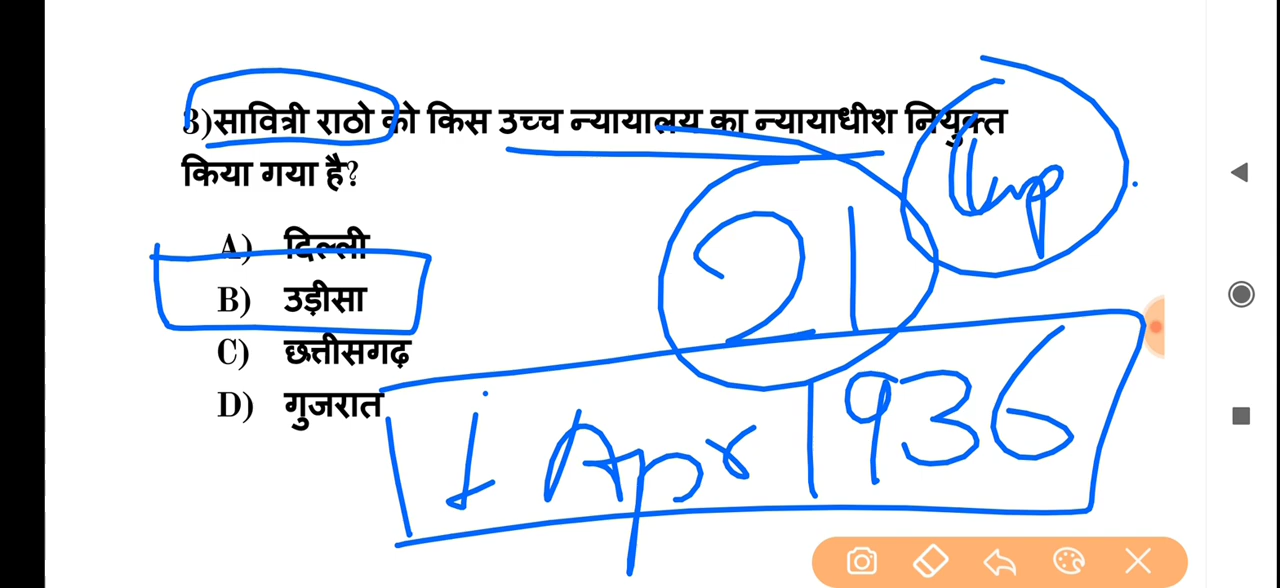 3)सावित्री राठो को किस उच्च न्यायालय का न्यायाधीश नियुक्त
किया गया है?
A) दिल्ली
B) उड़ीसा
C) छत्तीसगढ़
D) गुजरात
21
1 Apr 1936